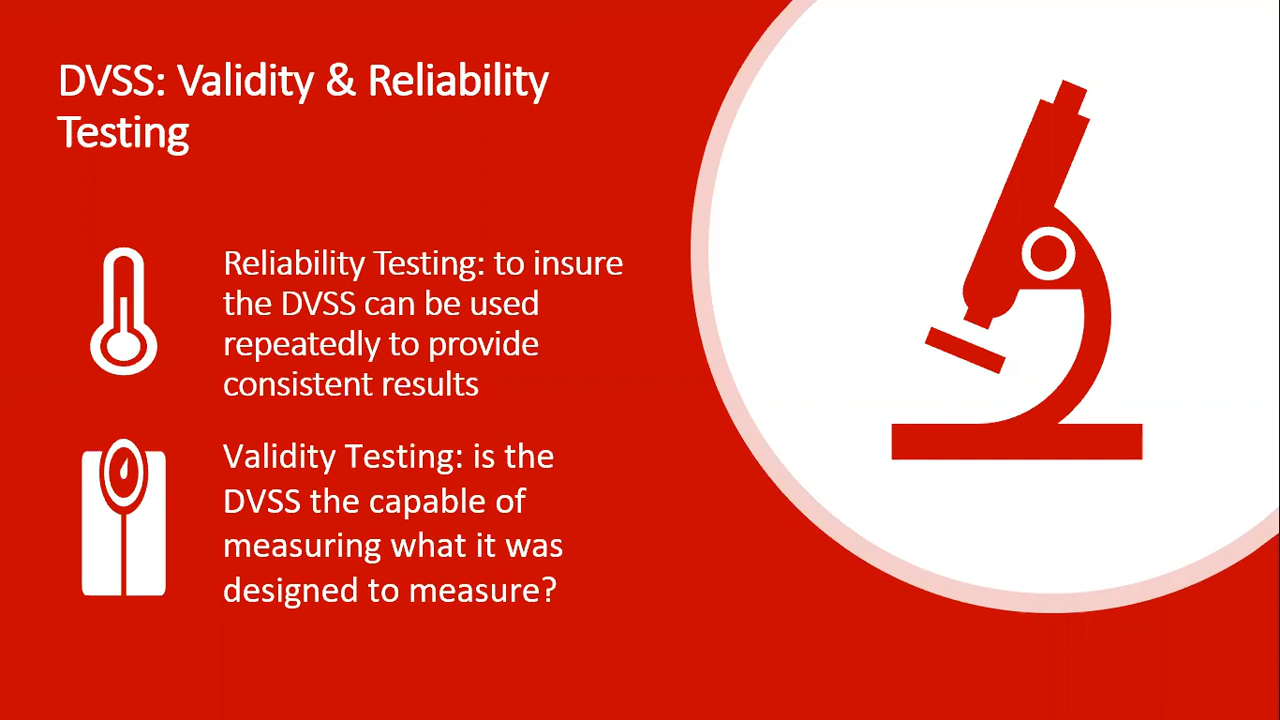 DVSS: Validity & Reliability
Testing
Reliability Testing: to insure
the DVSS can be used
repeatedly to provide
consistent results
Validity Testing: is the
DVSS the capable of
measuring what it was
designed to measure?